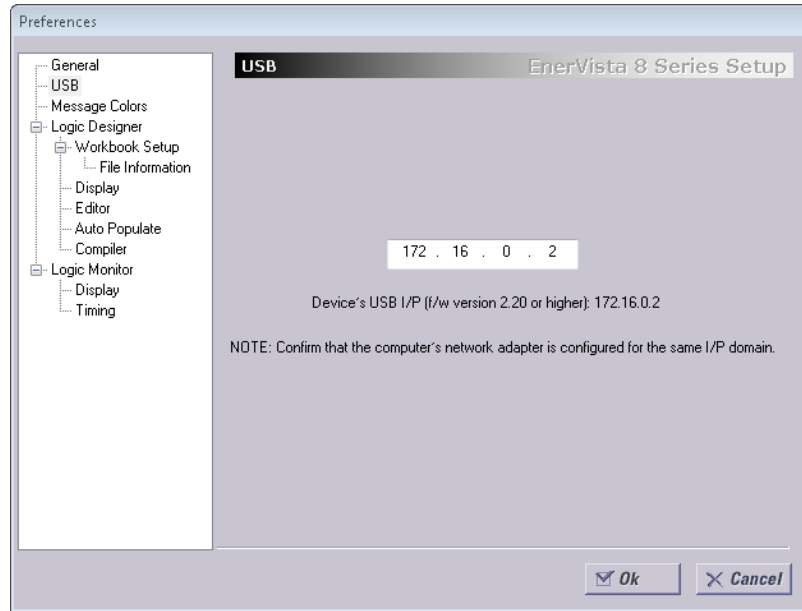 Preferences
General
USB
Message Colors
Logic Designer
Workbook Setup
File Information
Display
Editor
Auto Populate
Compiler
Logic Monitor
Display
Timing
USB
EnerVista 8 Series Setup
172 . 16 . 0 . 2
Device´s USB I/P (f/w version 2.20 or higher): 172.16.0.2
NOTE: Confirm that the computer´s network adapter is configured for the same I/P domain.
Ok
Cancel